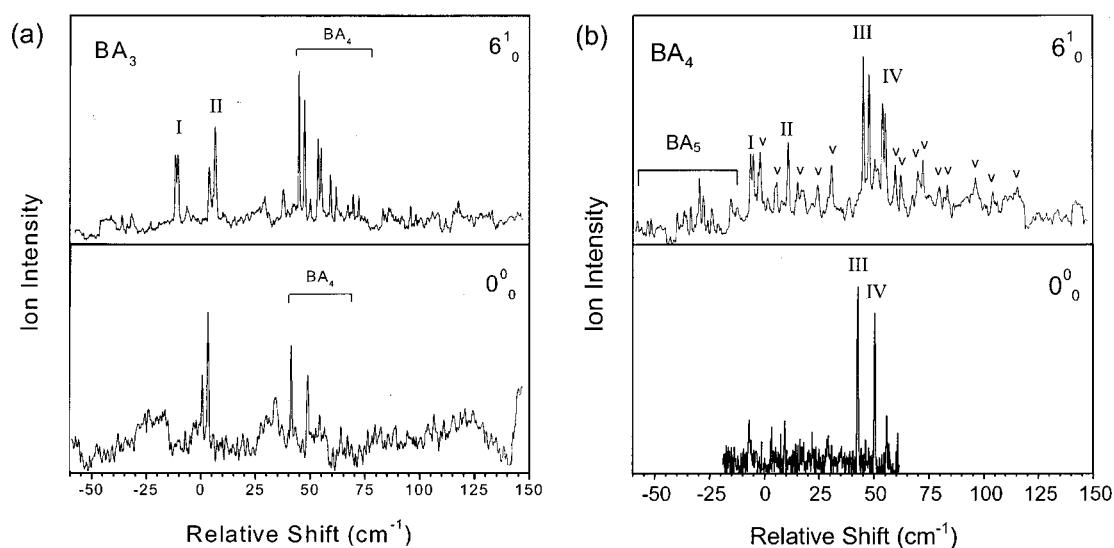 (a)
BA₃
BA₄
6¹₀
I
II
Ion Intensity
BA₄
0⁰₀
-50 -25 0 25 50 75 100 125 150
Relative Shift (cm⁻¹)
(b)
BA₄
III
6¹₀
IV
BA₅
I v II v v v v v v v v v v v v
Ion Intensity
III
0⁰₀
IV
-50 -25 0 25 50 75 100 125 150
Relative Shift (cm⁻¹)